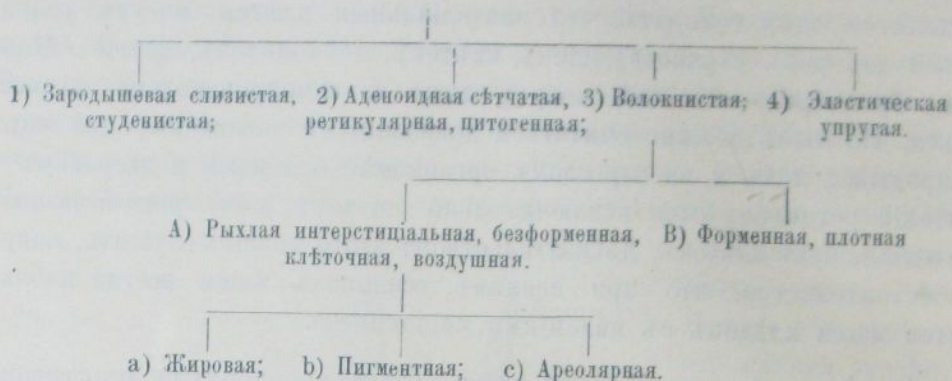 1) Зародышевая слизистая, 2) Аденоидная сѣтчатая, 3) Волокнистая; 4) Эластическая
студенистая; ретикулярная, цитогенная; упругая.
A) Рыхлая интерстиціальная, безформенная, B) Форменная, плотная
клѣточная, воздушная.
a) Жировая; b) Пигментная; c) Ареолярная.